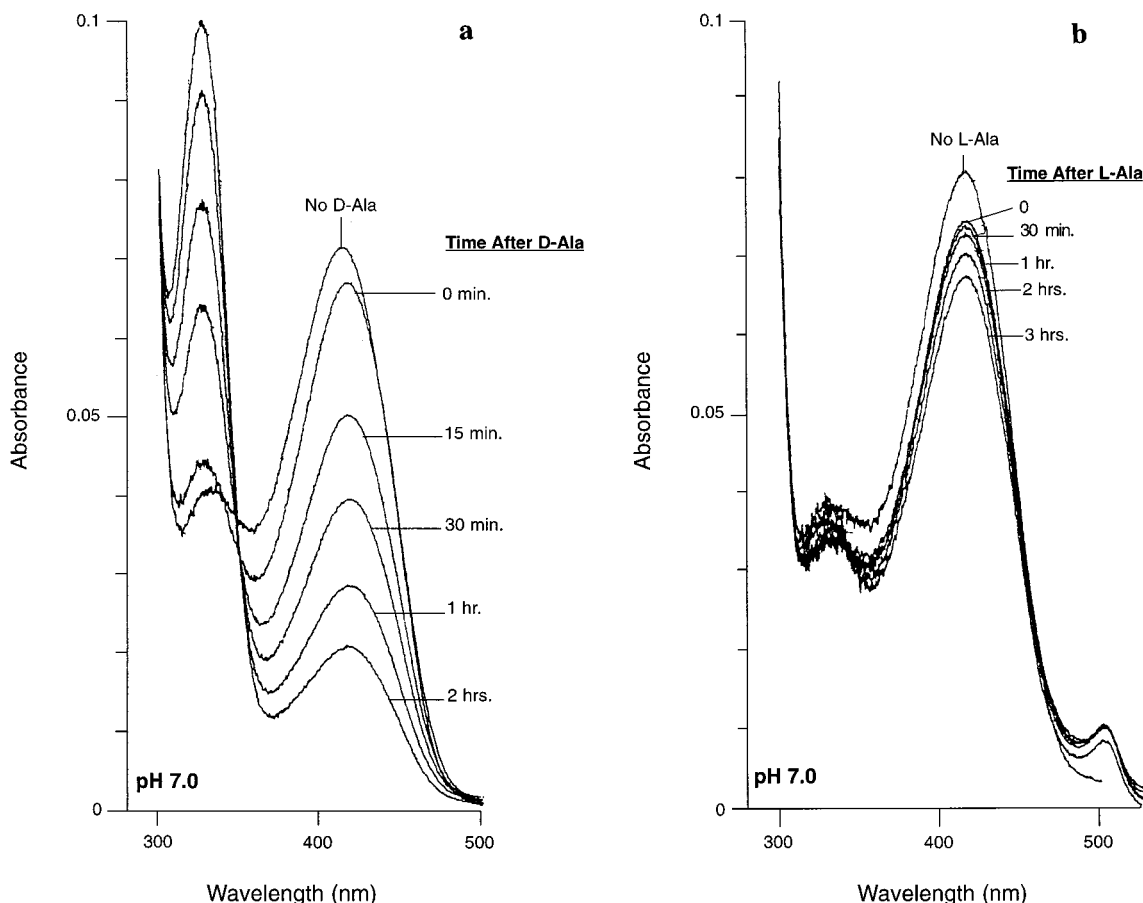 a
0.1
No D-Ala
Time After D-Ala
0 min.
15 min.
30 min.
1 hr.
2 hrs.
0.05
0
pH 7.0
300
400
500
Absorbance
Wavelength (nm)
b
0.1
No L-Ala
Time After L-Ala
0
30 min.
1 hr.
2 hrs.
3 hrs.
0.05
0
pH 7.0
300
400
500
Absorbance
Wavelength (nm)